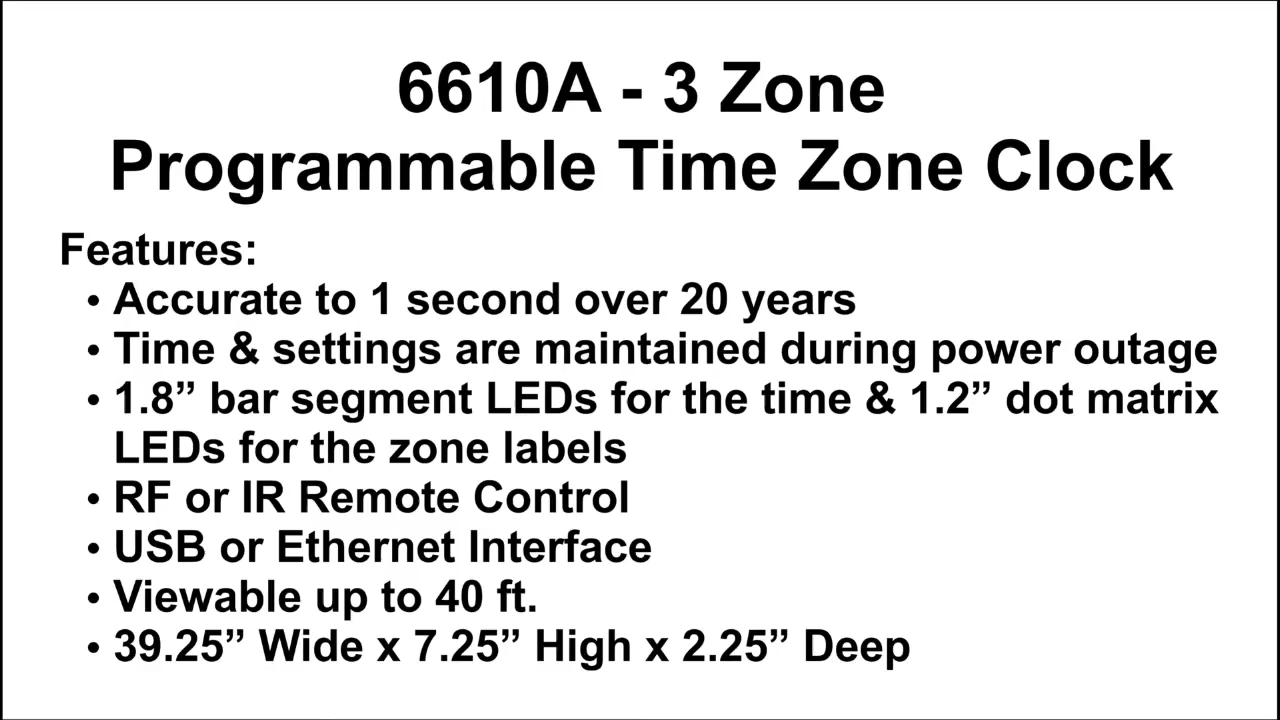 6610A - 3 Zone
Programmable Time Zone Clock
Features:
• Accurate to 1 second over 20 years
• Time & settings are maintained during power outage
• 1.8” bar segment LEDs for the time & 1.2” dot matrix
LEDs for the zone labels
• RF or IR Remote Control
• USB or Ethernet Interface
• Viewable up to 40 ft.
• 39.25” Wide x 7.25” High x 2.25” Deep